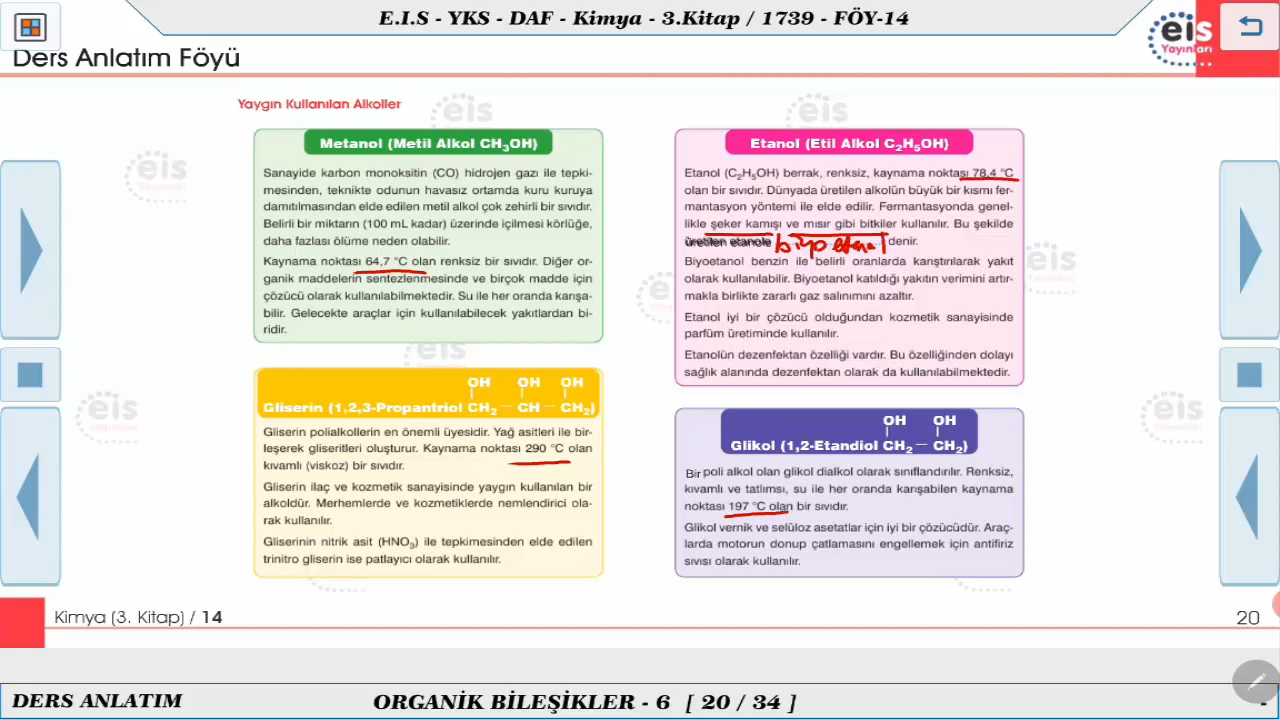 E.I.S - YKS - DAF - Kimya - 3.Kitap / 1739 - FÖY-14
eis
Yayınları
Ders Anlatım Föyü
Yaygın Kullanılan Alkoller
Metanol (Metil Alkol CH₃OH)
Sanayide karbon monoksitin (CO) hidrojen gazı ile tepki-
mesinden, teknikte odunun havasız ortamda kuru kuruya
damıtılmasından elde edilen metil alkol çok zehirli bir sıvıdır.
Belirli bir miktarın (100 mL kadar) üzerinde içilmesi körlüğe,
daha fazlası ölüme neden olabilir.
Kaynama noktası 64,7 °C olan renksiz bir sıvıdır. Diğer or-
ganik maddelerin sentezlenmesinde ve birçok madde için
çözücü olarak kullanılabilmektedir. Su ile her oranda karışa-
bilir. Gelecekte araçlar için kullanılabilecek yakıtlardan bi-
ridir.
OH OH OH
Gliserin (1,2,3-Propantriol CH₂ — CH — CH₂)
Gliserin polialkollerin en önemli üyesidir. Yağ asitleri ile bir-
leşerek gliseritleri oluşturur. Kaynama noktası 290 °C olan
kıvamlı (viskoz) bir sıvıdır.
Gliserin ilaç ve kozmetik sanayisinde yaygın kullanılan bir
alkoldür. Merhemlerde ve kozmetiklerde nemlendirici ola-
rak kullanılır.
Gliserinin nitrik asit (HNO₃) ile tepkimesinden elde edilen
trinitro gliserin ise patlayıcı olarak kullanılır.
Etanol (Etil Alkol C₂H₅OH)
Etanol (C₂H₅OH) berrak, renksiz, kaynama noktası 78,4 °C
olan bir sıvıdır. Dünyada üretilen alkolün büyük bir kısmı fer-
mantasyon yöntemi ile elde edilir. Fermantasyonda genel-
likle şeker kamışı ve mısır gibi bitkiler kullanılır. Bu şekilde
üretilen etanole biyoetanol denir.
Biyoetanol benzin ile belirli oranlarda karıştırılarak yakıt
olarak kullanılabilir. Biyoetanol katıldığı yakıtın verimini artır-
makla birlikte zararlı gaz salınımını azaltır.
Etanol iyi bir çözücü olduğundan kozmetik sanayisinde
parfüm üretiminde kullanılır.
Etanolün dezenfektan özelliği vardır. Bu özelliğinden dolayı
sağlık alanında dezenfektan olarak da kullanılabilmektedir.
OH OH
Glikol (1,2-Etandiol CH₂ — CH₂)
Bir poli alkol olan glikol dialkol olarak sınıflandırılır. Renksiz,
kıvamlı ve tatlımsı, su ile her oranda karışabilen kaynama
noktası 197 °C olan bir sıvıdır.
Glikol vernik ve selüloz asetatlar için iyi bir çözücüdür. Araç-
larda motorun donup çatlamasını engellemek için antifiriz
sıvısı olarak kullanılır.
Kimya (3. Kitap) / 14
20
DERS ANLATIM
ORGANİK BİLEŞİKLER - 6 [ 20 / 34 ]